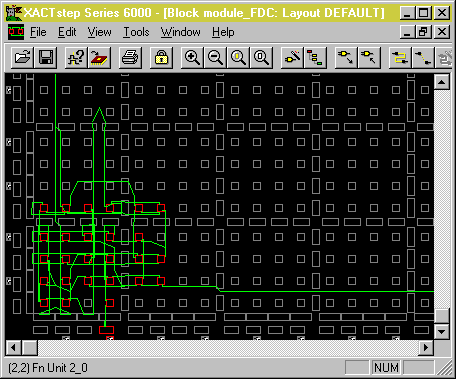 XACTstep Series 6000 - [Block module_FDC: Layout DEFAULT]
File Edit View Tools Window Help
(2,2) Fn Unit 2_0 NUM